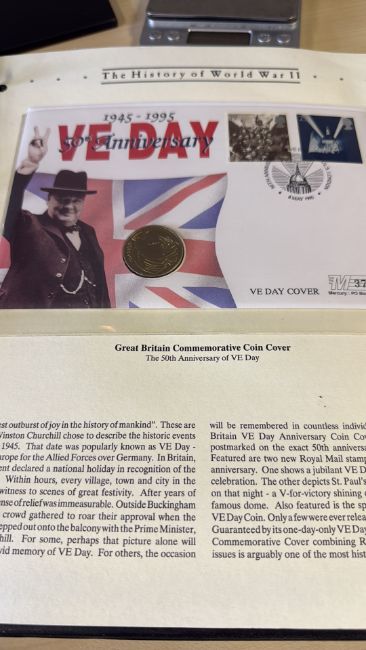 The History of World War II
1945 - 1995
VE DAY
50th Anniversary
8 MAY 1995
VE DAY COVER
Great Britain Commemorative Coin Cover
The 50th Anniversary of VE Day
st outburst of joy in the history of mankind". These are
Winston Churchill chose to describe the historic events
1945. That date was popularly known as VE Day -
urope for the Allied Forces over Germany. In Britain,
ent declared a national holiday in recognition of the
Within hours, every village, town and city in the
witness to scenes of great festivity. After years of
nse of relief was immeasurable. Outside Buckingham
crowd gathered to roar their approval when the
epped out onto the balcony with the Prime Minister,
hill. For some, perhaps that picture alone will
vid memory of VE Day. For others, the occasion
will be remembered in countless individ
Britain VE Day Anniversary Coin Cov
postmarked on the exact 50th anniversa
Featured are two new Royal Mail stamp
anniversary. One shows a jubilant VE D
celebration. The other depicts St. Paul's
on that night - a V-for-victory shining
famous dome. Also featured is the sp
VE Day Coin. Only a few were ever relea
Guaranteed by its one-day-only VE Day
Commemorative Cover combining R
issues is arguably one of the most hist